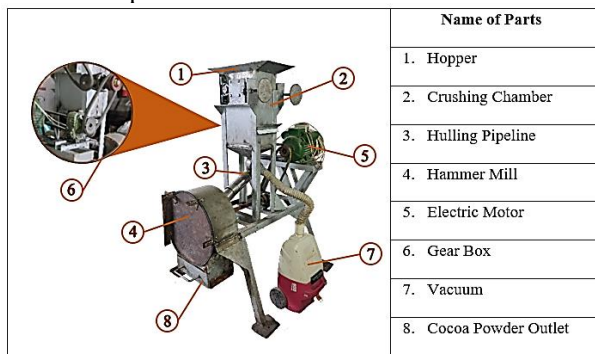 Name of Parts
1. Hopper
2. Crushing Chamber
3. Hulling Pipeline
4. Hammer Mill
5. Electric Motor
6. Gear Box
7. Vacuum
8. Cocoa Powder Outlet
1
2
3
5
6
4
7
8